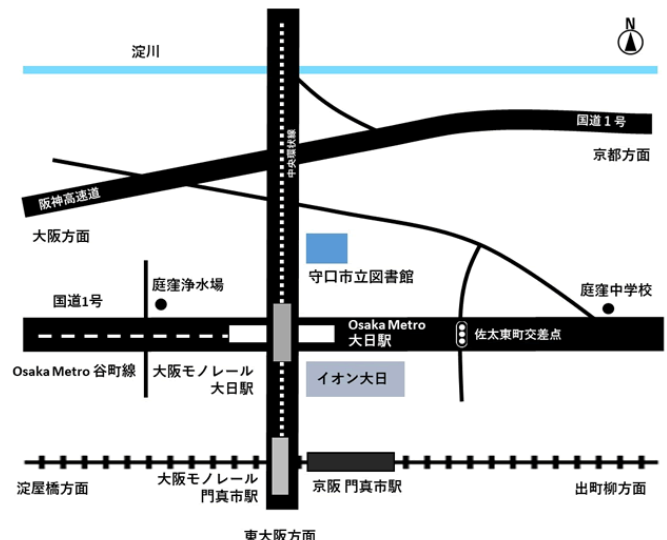 N
淀川
国道1号
中央環状線
京都方面
阪神高速道
大阪方面
守口市立図書館
庭窪浄水場
庭窪中学校
国道1号
Osaka Metro
大日駅
佐太東町交差点
Osaka Metro 谷町線
大阪モノレール
大日駅
イオン大日
淀屋橋方面
大阪モノレール
門真市駅
京阪 門真市駅
出町柳方面
東大阪方面